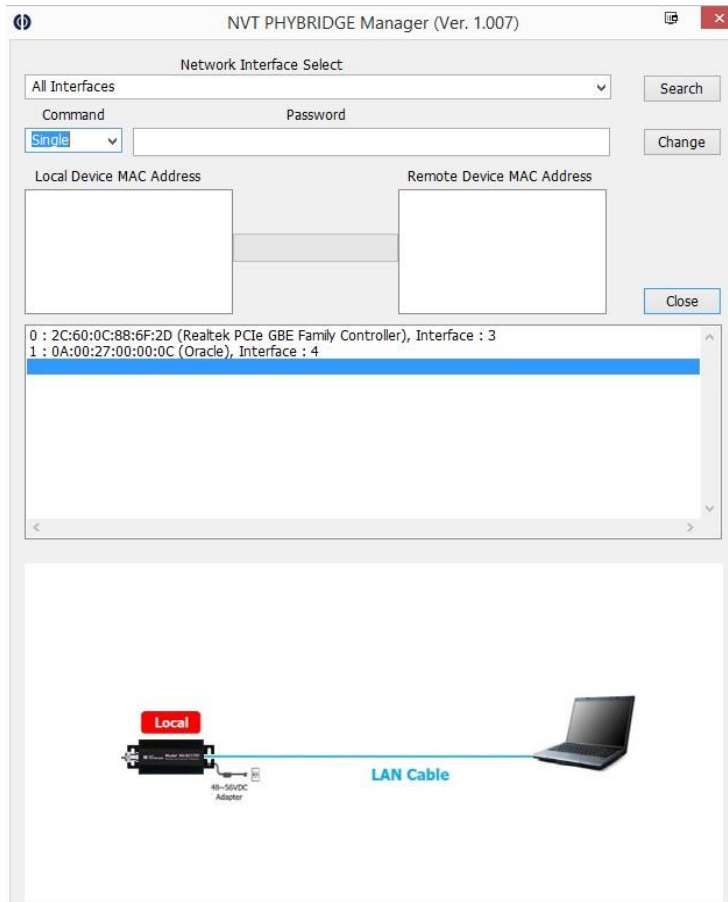 NVT PHYBRIDGE Manager (Ver. 1.007)
Network Interface Select
All Interfaces
Search
Command
Password
Single
Change
Local Device MAC Address
Remote Device MAC Address
Close
0 : 2C:60:0C:88:6F:2D (Realtek PCIe GBE Family Controller), Interface : 3
1 : 0A:00:27:00:00:0C (Oracle), Interface : 4
Local
LAN Cable
48~56VDC
Adapter